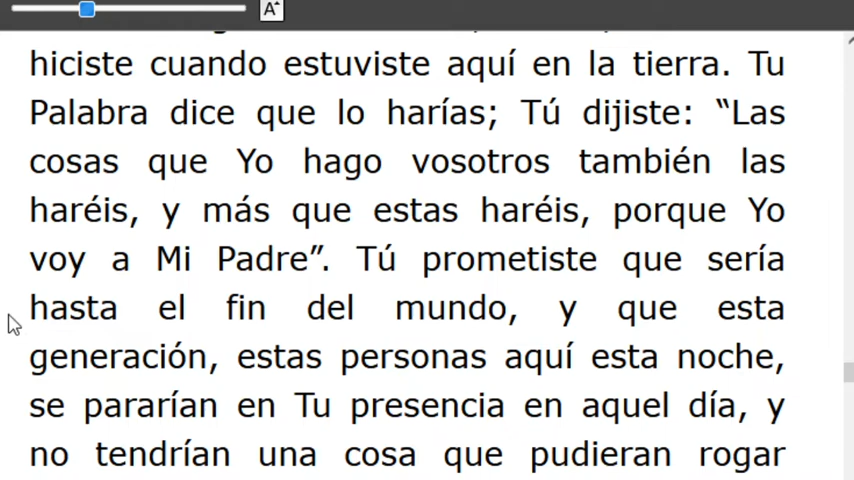 A
hiciste cuando estuviste aquí en la tierra. Tu
Palabra dice que lo harías; Tú dijiste: “Las
cosas que Yo hago vosotros también las
haréis, y más que estas haréis, porque Yo
voy a Mi Padre”. Tú prometiste que sería
hasta el fin del mundo, y que esta
generación, estas personas aquí esta noche,
se pararían en Tu presencia en aquel día, y
no tendrían una cosa que pudieran rogar